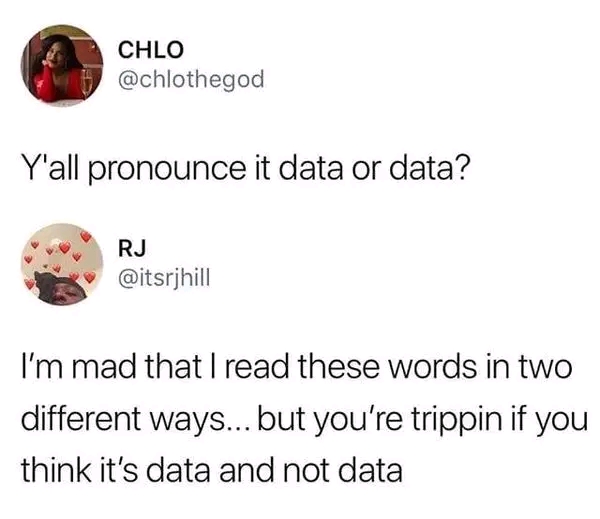 CHLO
@chlothegod
Y'all pronounce it data or data?
RJ
@itsrjhill
I'm mad that I read these words in two
different ways... but you're trippin if you
think it's data and not data